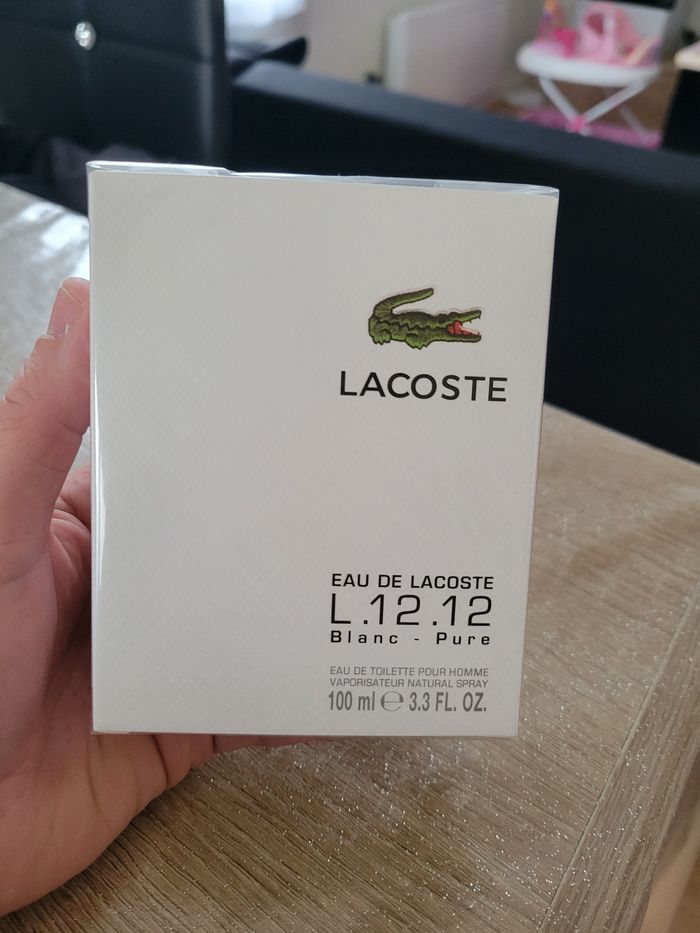 LACOSTE
EAU DE LACOSTE
L.12.12
Blanc - Pure
EAU DE TOILETTE POUR HOMME
VAPORISATEUR NATURAL SPRAY
100 ml ℮ 3.3 FL. OZ.